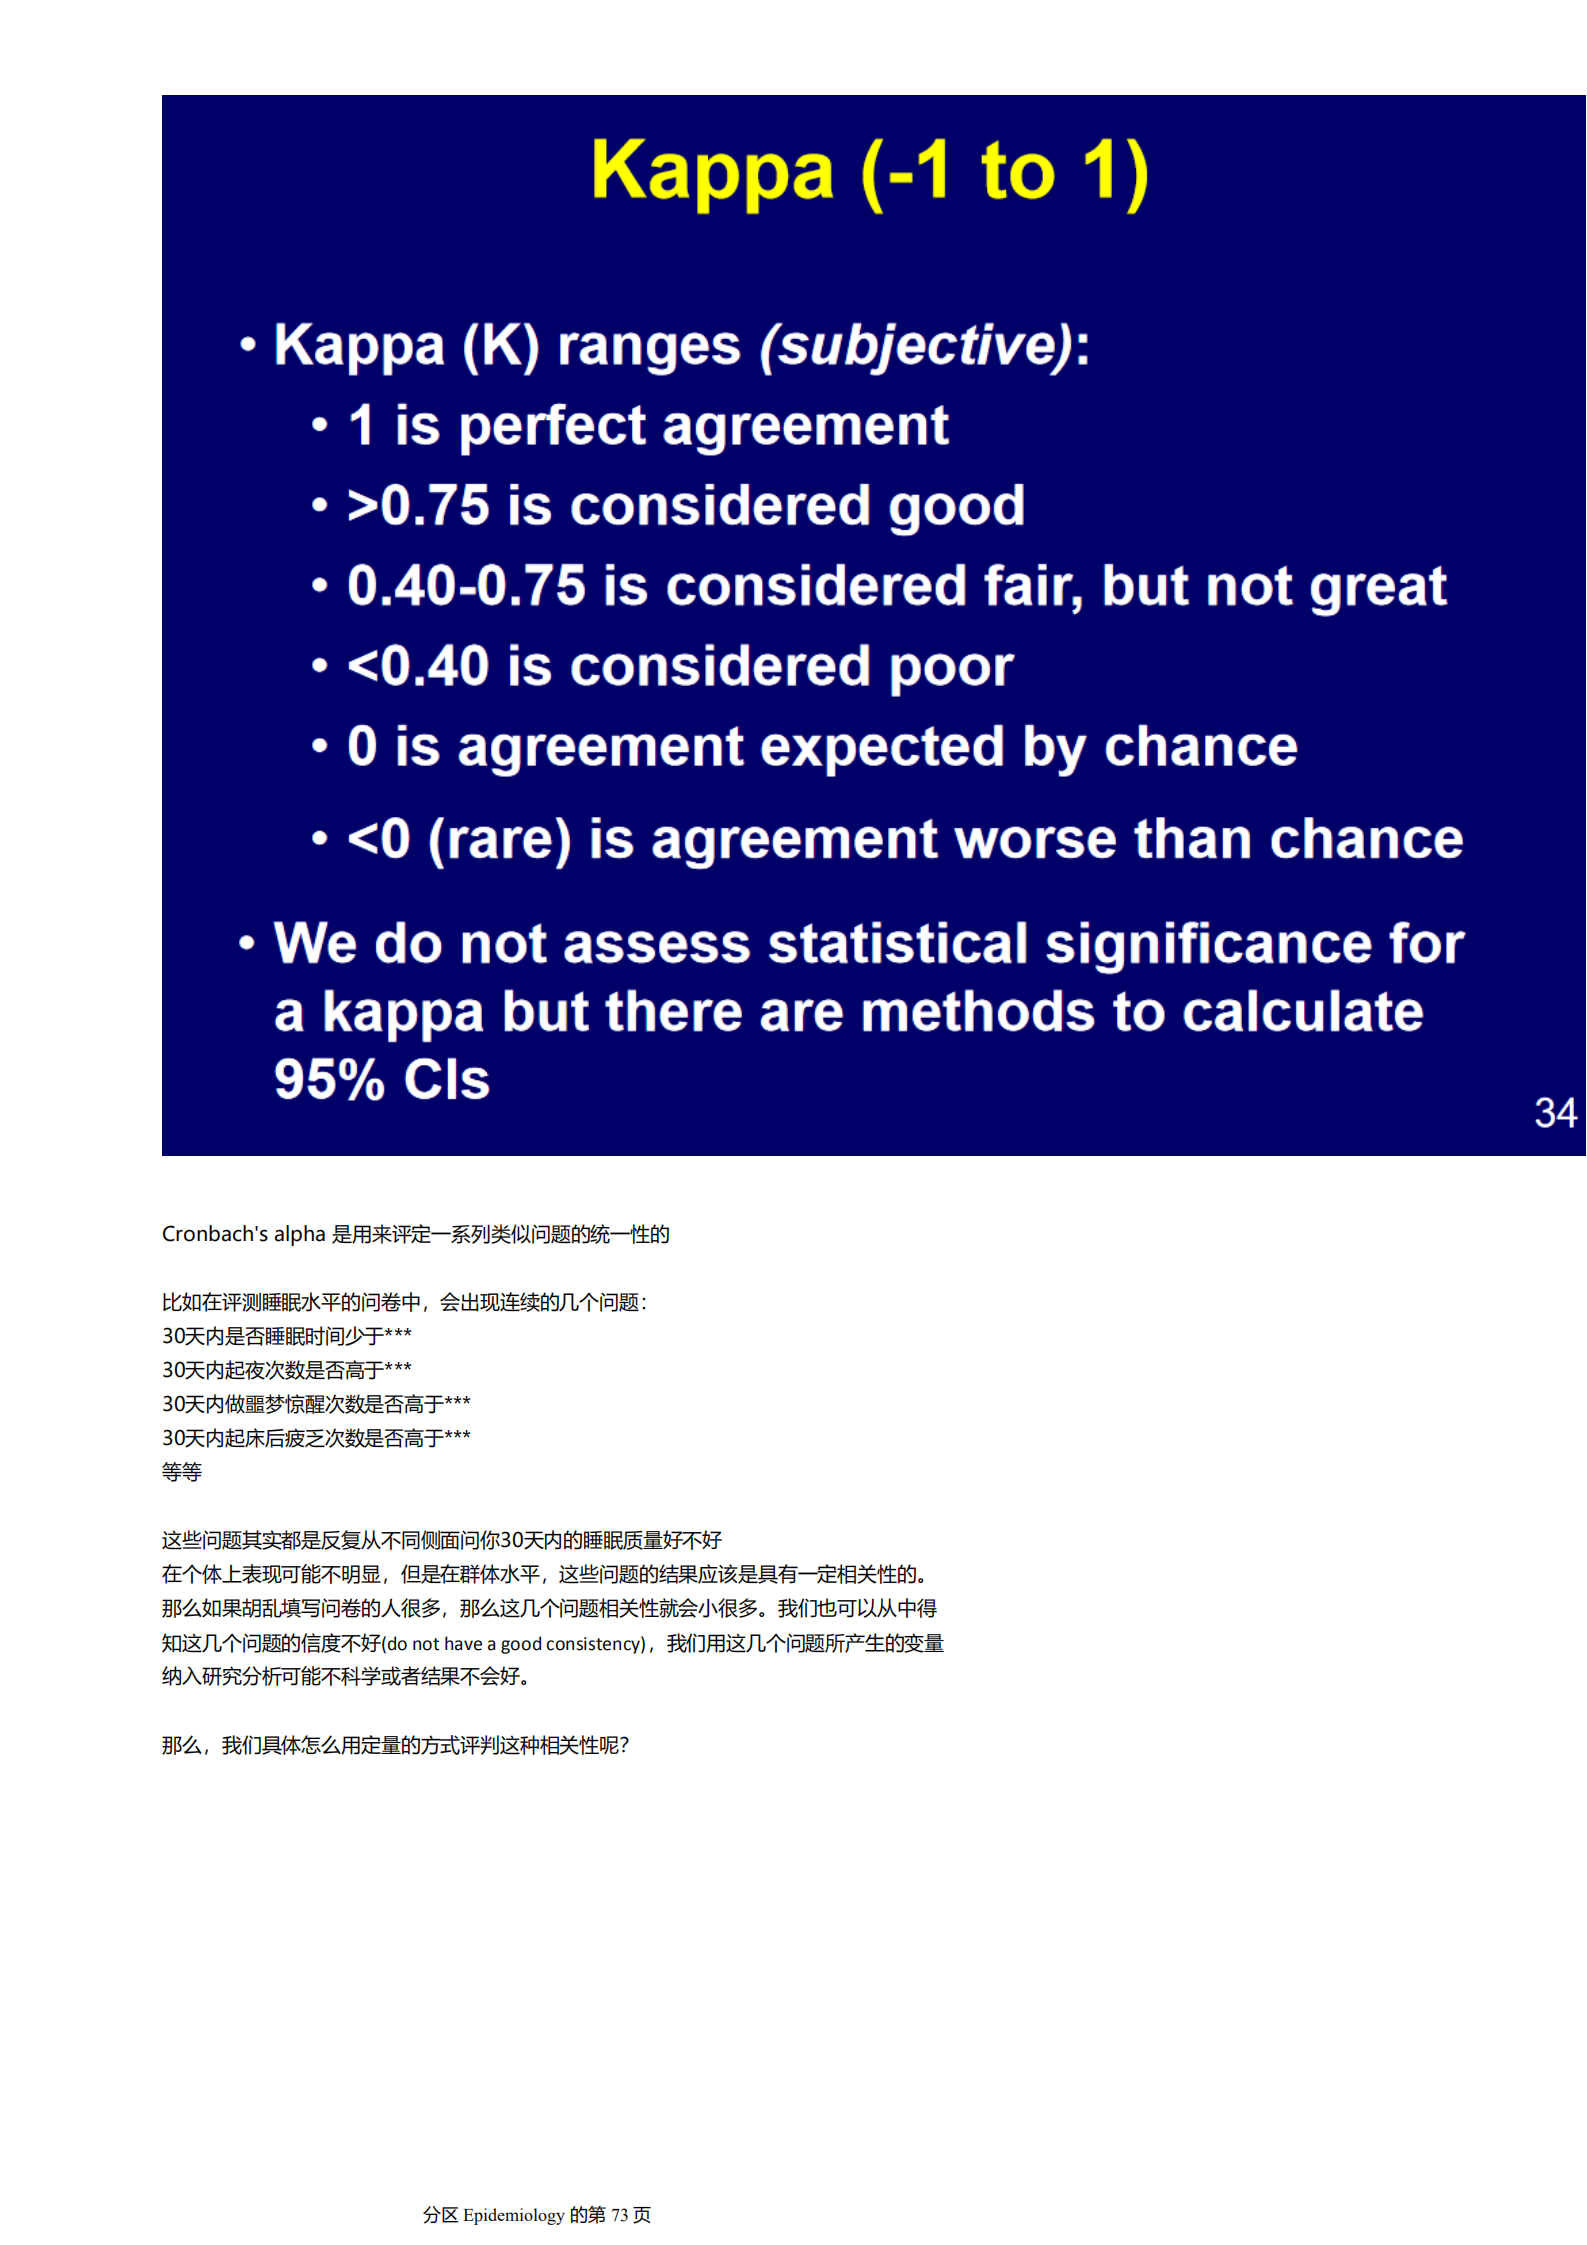 Kappa (-1 to 1)
• Kappa (K) ranges (subjective):
• 1 is perfect agreement
• >0.75 is considered good
• 0.40-0.75 is considered fair, but not great
• <0.40 is considered poor
• 0 is agreement expected by chance
• <0 (rare) is agreement worse than chance
• We do not assess statistical significance for
a kappa but there are methods to calculate
95% CIs
34
Cronbach's alpha 是用来评定一系列类似问题的统一性的
比如在评测睡眠水平的问卷中，会出现连续的几个问题：
30天内是否睡眠时间少于***
30天内起夜次数是否高于***
30天内做噩梦惊醒次数是否高于***
30天内起床后疲乏次数是否高于***
等等
这些问题其实都是反复从不同侧面问你30天内的睡眠质量好不好
在个体上表现可能不明显，但是在群体水平，这些问题的结果应该是具有一定相关性的。
那么如果胡乱填写问卷的人很多，那么这几个问题相关性就会小很多。我们也可以从中得
知这几个问题的信度不好(do not have a good consistency)，我们用这几个问题所产生的变量
纳入研究分析可能不科学或者结果不会好。
那么，我们具体怎么用定量的方式评判这种相关性呢？
分区 Epidemiology 的第 73 页